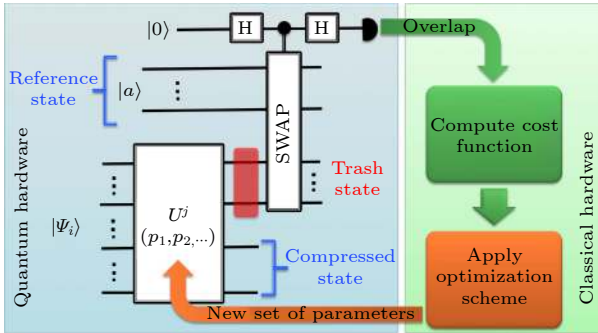 |0⟩ H H Overlap
Reference
state
|a⟩
SWAP
Compute cost
function
Trash
state
Quantum hardware
Classical hardware
|Ψᵢ⟩
Uʲ
(p₁,p₂,...)
Compressed
state
Apply
optimization
scheme
New set of parameters